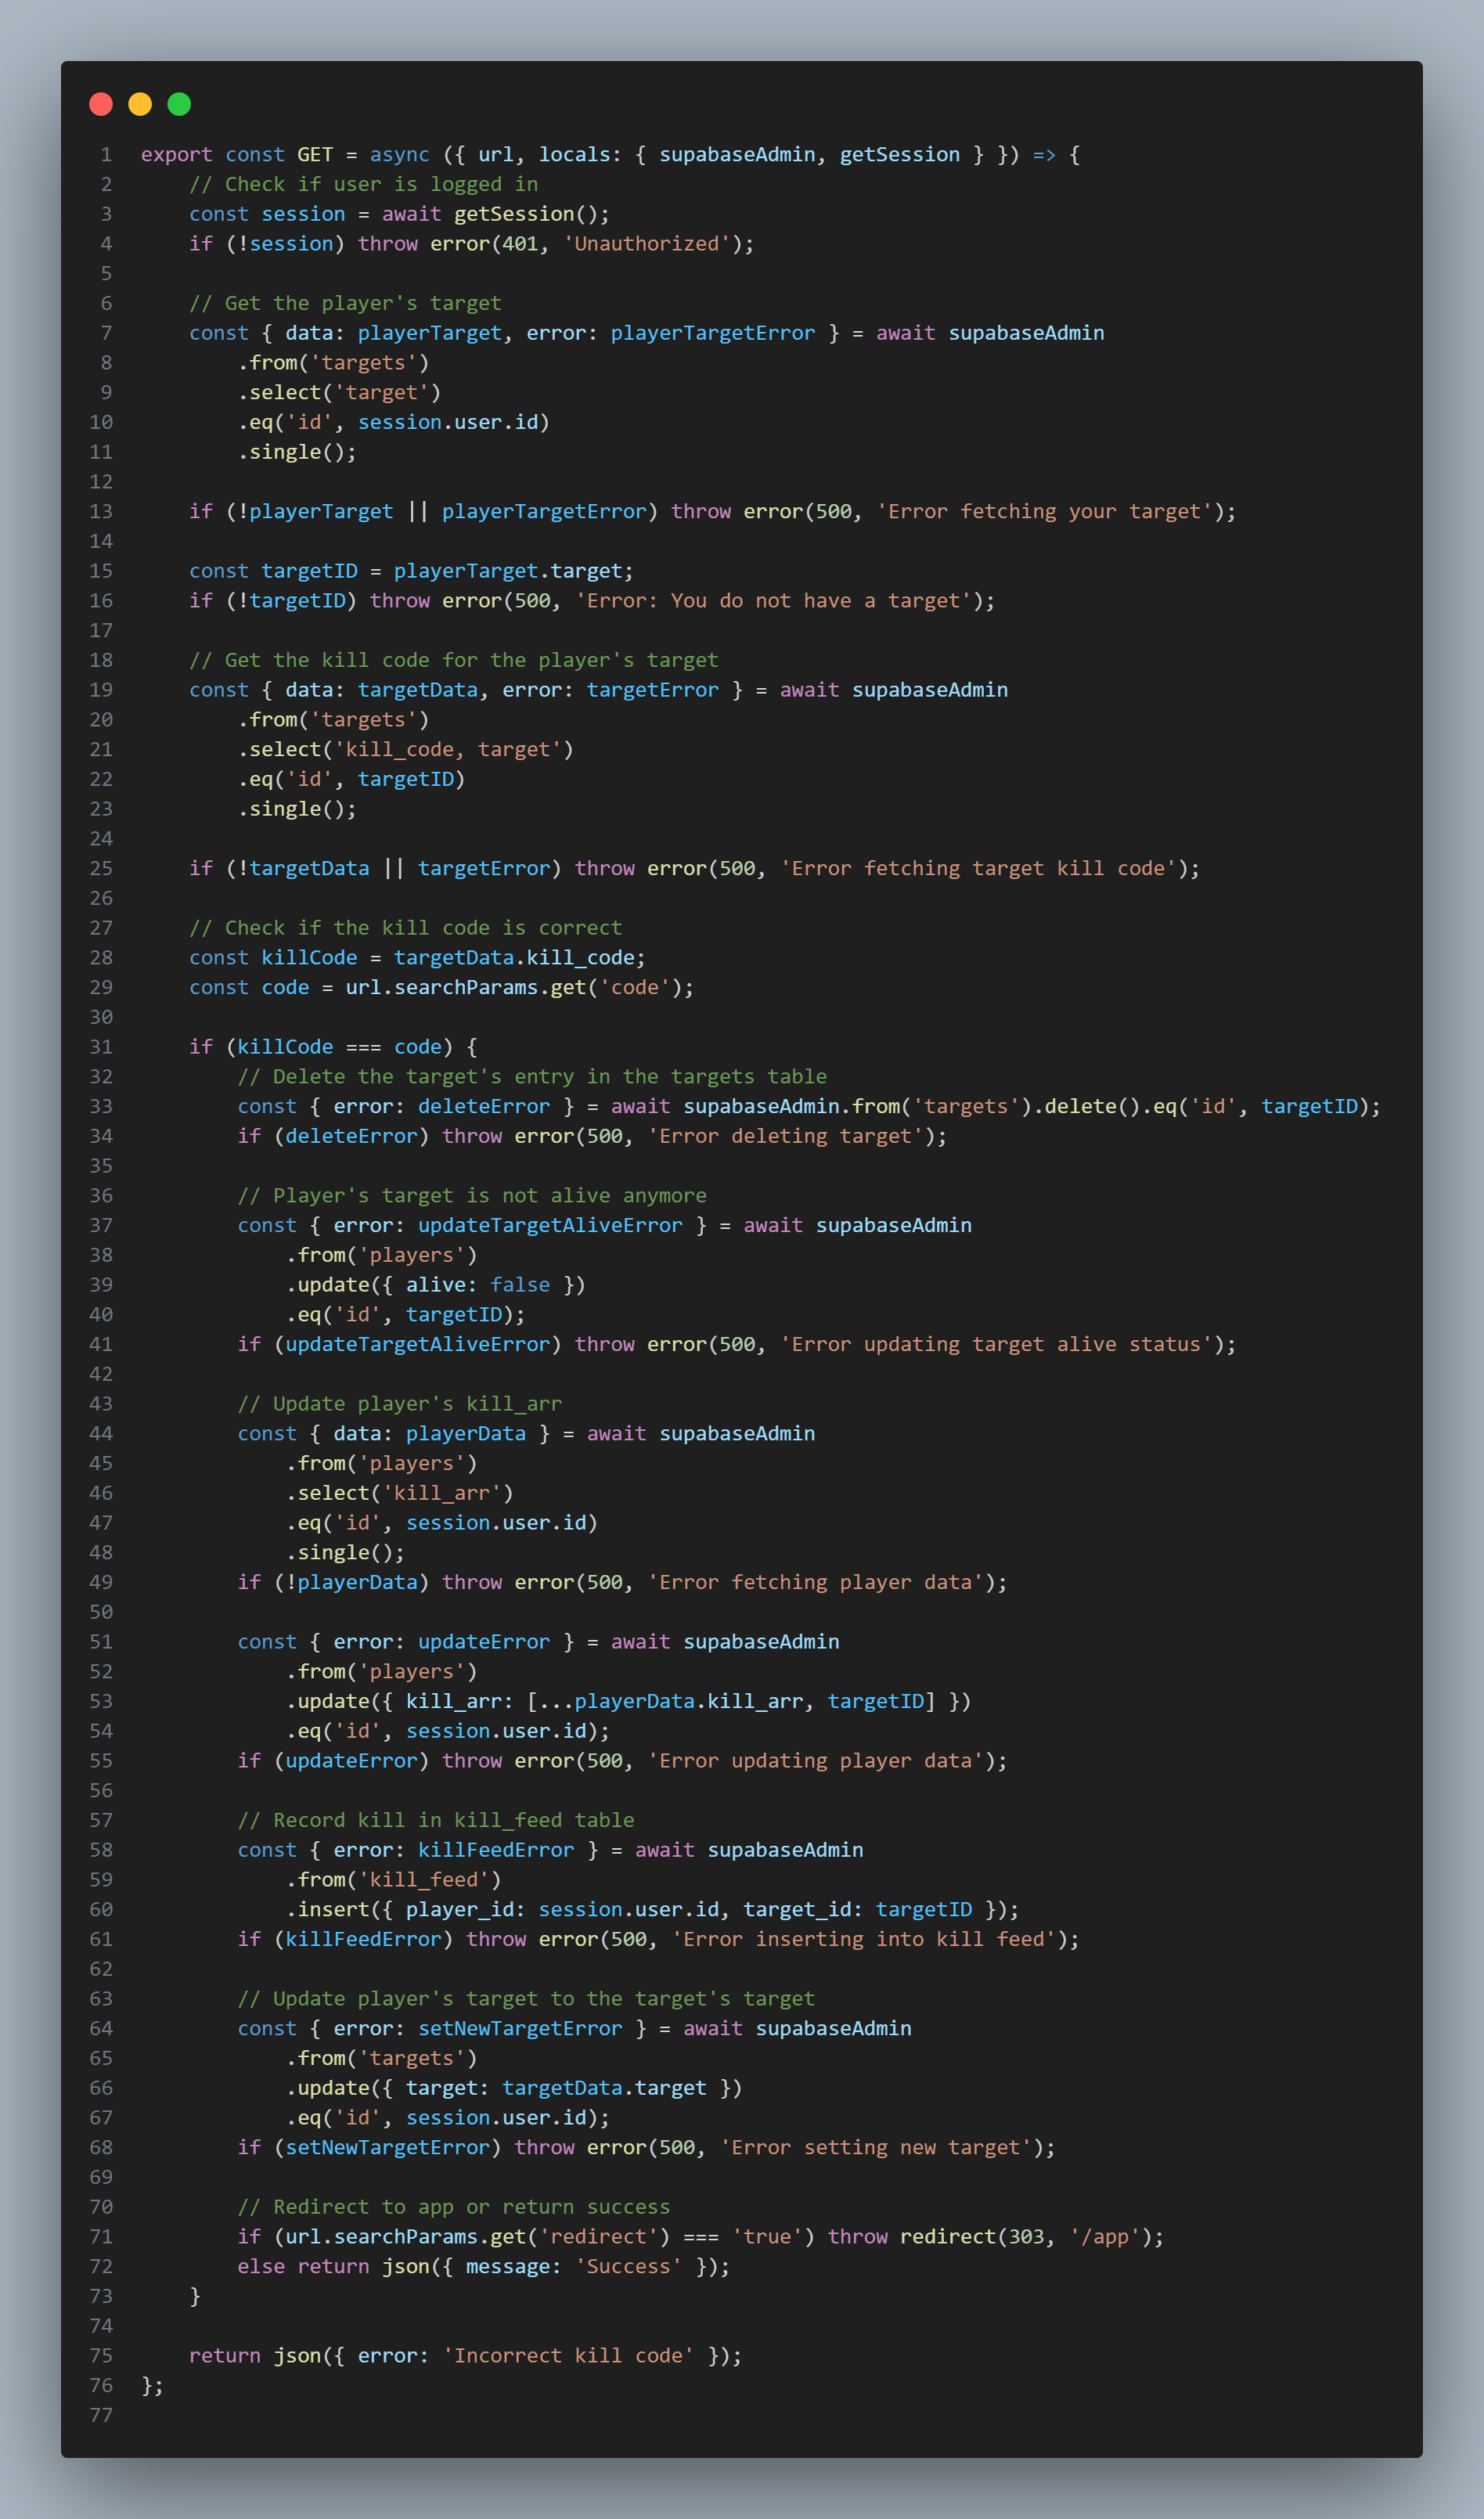 1 export const GET = async ({ url, locals: { supabaseAdmin, getSession } }) => {
2     // Check if user is logged in
3     const session = await getSession();
4     if (!session) throw error(401, 'Unauthorized');
5
6     // Get the player's target
7     const { data: playerTarget, error: playerTargetError } = await supabaseAdmin
8         .from('targets')
9         .select('target')
10         .eq('id', session.user.id)
11         .single();
12
13     if (!playerTarget || playerTargetError) throw error(500, 'Error fetching your target');
14
15     const targetID = playerTarget.target;
16     if (!targetID) throw error(500, 'Error: You do not have a target');
17
18     // Get the kill code for the player's target
19     const { data: targetData, error: targetError } = await supabaseAdmin
20         .from('targets')
21         .select('kill_code, target')
22         .eq('id', targetID)
23         .single();
24
25     if (!targetData || targetError) throw error(500, 'Error fetching target kill code');
26
27     // Check if the kill code is correct
28     const killCode = targetData.kill_code;
29     const code = url.searchParams.get('code');
30
31     if (killCode === code) {
32         // Delete the target's entry in the targets table
33         const { error: deleteError } = await supabaseAdmin.from('targets').delete().eq('id', targetID);
34         if (deleteError) throw error(500, 'Error deleting target');
35
36         // Player's target is not alive anymore
37         const { error: updateTargetAliveError } = await supabaseAdmin
38             .from('players')
39             .update({ alive: false })
40             .eq('id', targetID);
41         if (updateTargetAliveError) throw error(500, 'Error updating target alive status');
42
43         // Update player's kill_arr
44         const { data: playerData } = await supabaseAdmin
45             .from('players')
46             .select('kill_arr')
47             .eq('id', session.user.id)
48             .single();
49         if (!playerData) throw error(500, 'Error fetching player data');
50
51         const { error: updateError } = await supabaseAdmin
52             .from('players')
53             .update({ kill_arr: [...playerData.kill_arr, targetID] })
54             .eq('id', session.user.id);
55         if (updateError) throw error(500, 'Error updating player data');
56
57         // Record kill in kill_feed table
58         const { error: killFeedError } = await supabaseAdmin
59             .from('kill_feed')
60             .insert({ player_id: session.user.id, target_id: targetID });
61         if (killFeedError) throw error(500, 'Error inserting into kill feed');
62
63         // Update player's target to the target's target
64         const { error: setNewTargetError } = await supabaseAdmin
65             .from('targets')
66             .update({ target: targetData.target })
67             .eq('id', session.user.id);
68         if (setNewTargetError) throw error(500, 'Error setting new target');
69
70         // Redirect to app or return success
71         if (url.searchParams.get('redirect') === 'true') throw redirect(303, '/app');
72         else return json({ message: 'Success' });
73     }
74
75     return json({ error: 'Incorrect kill code' });
76 };
77